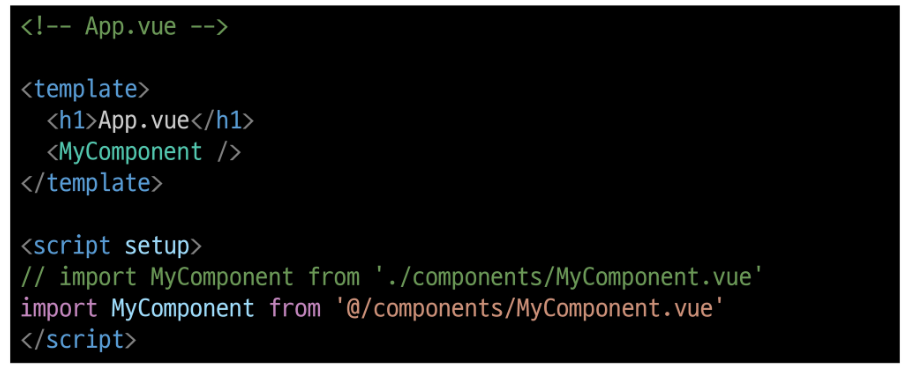 <!-- App.vue -->
<template>
<h1>App.vue</h1>
<MyComponent />
</template>
<script setup>
// import MyComponent from './components/MyComponent.vue'
import MyComponent from '@/components/MyComponent.vue'
</script>